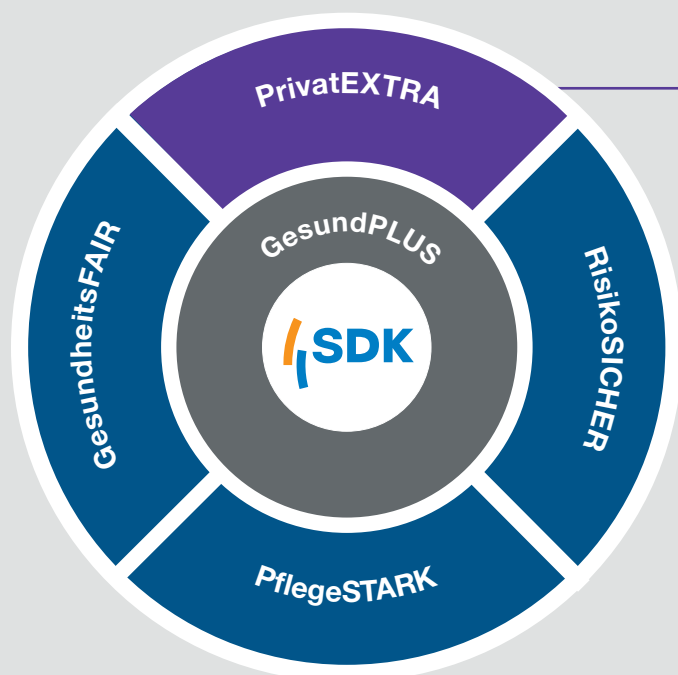 PrivatEXTRA
GesundPLUS
GesundheitsFAIR
RisikoSICHER
SDK
PflegeSTARK